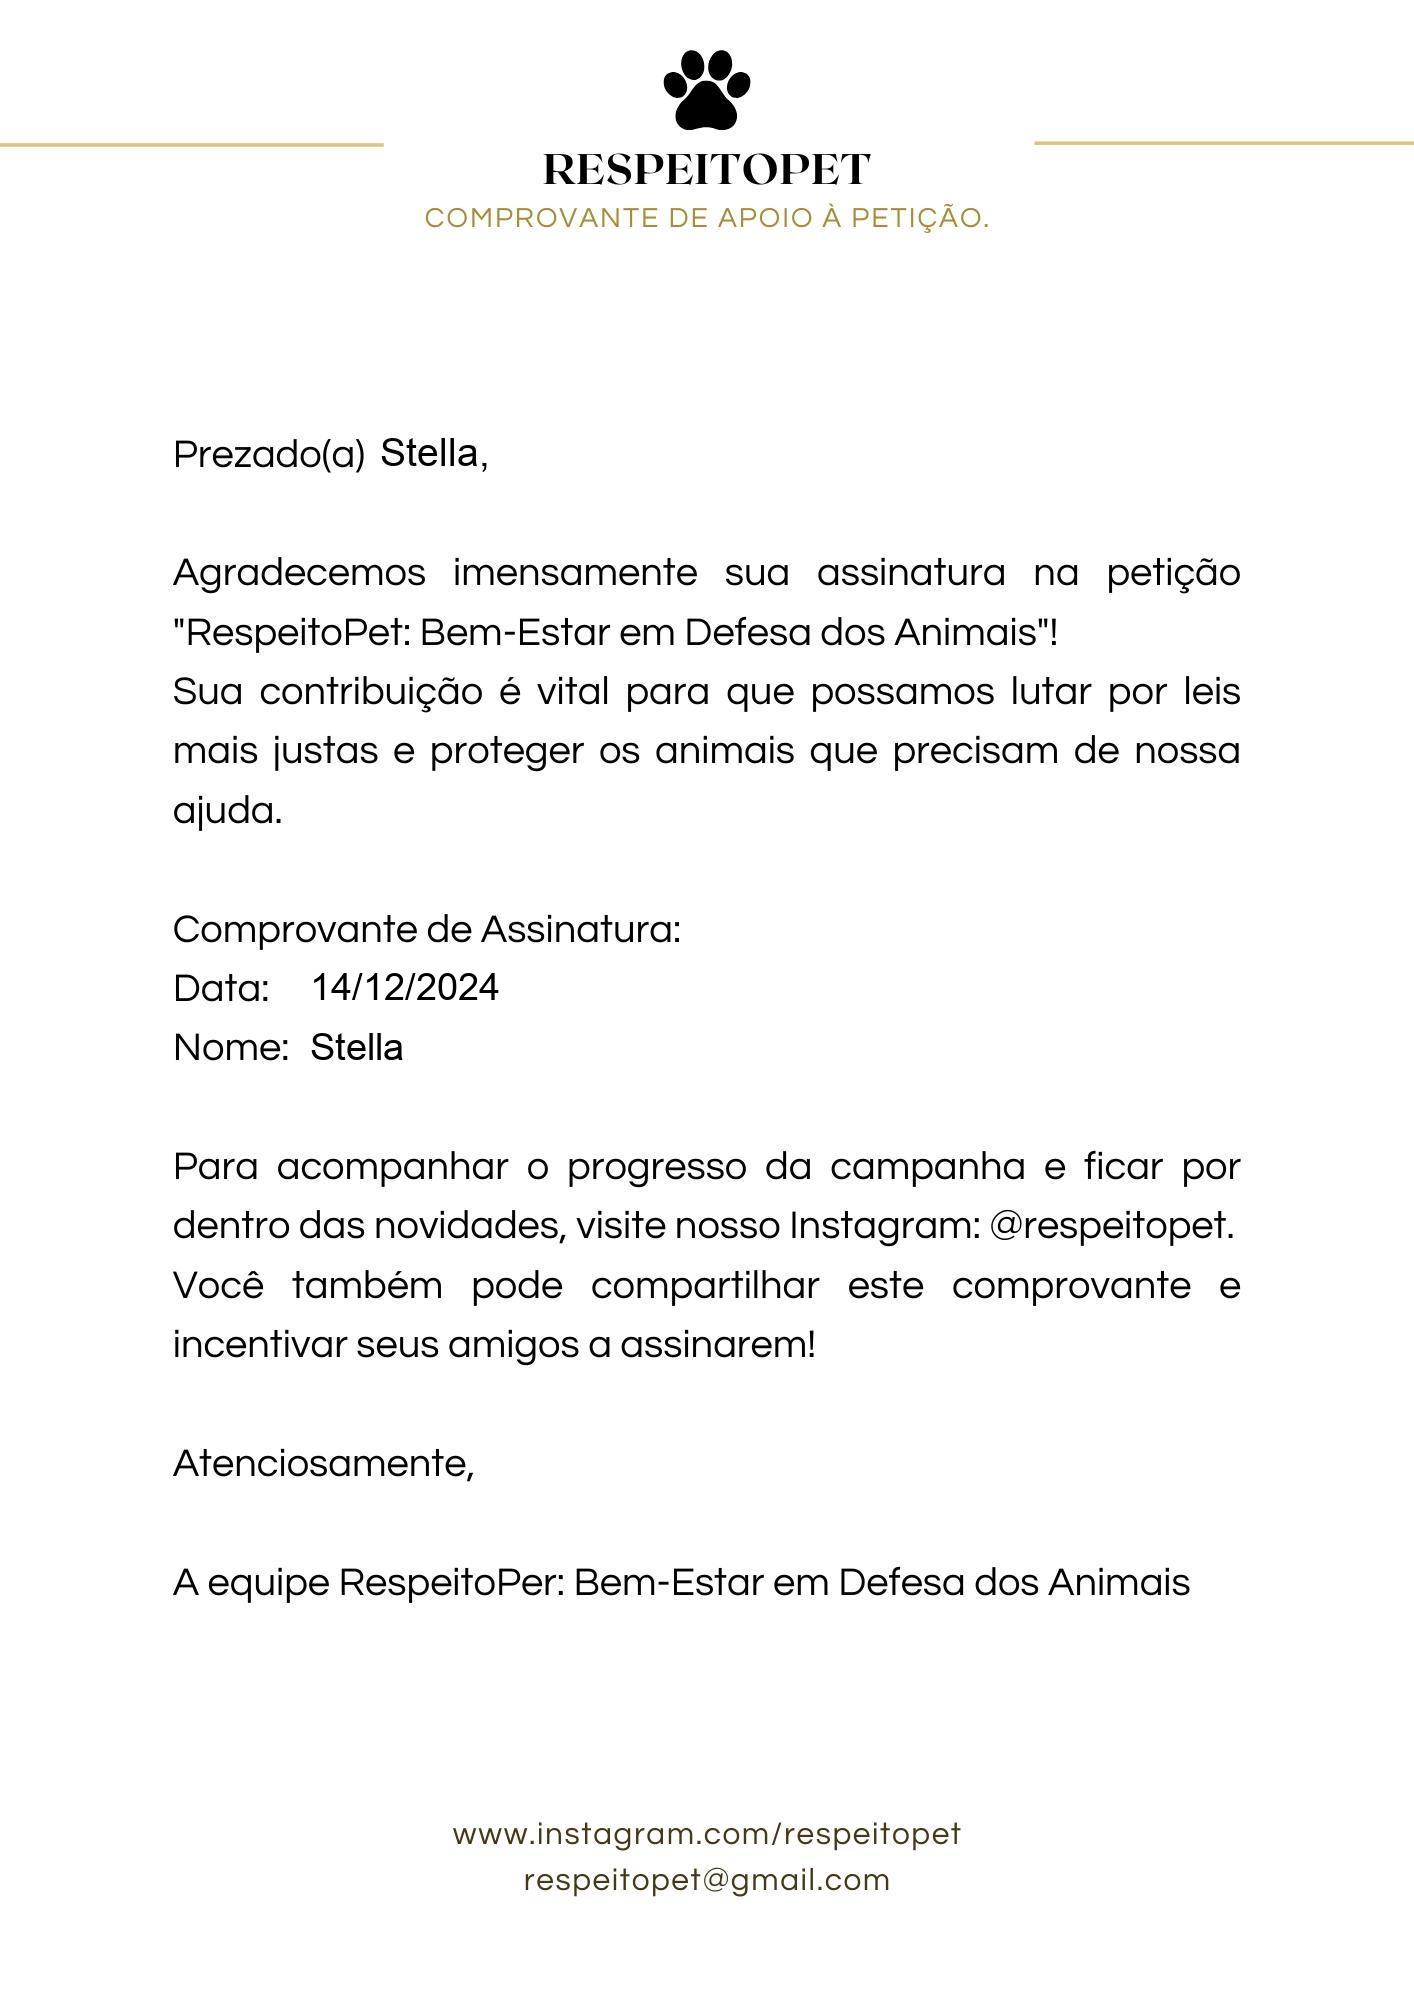 RESPEITOPET
COMPROVANTE DE APOIO À PETIÇÃO.
Prezado(a) Stella,
Agradecemos imensamente sua assinatura na petição
"RespeitoPet: Bem-Estar em Defesa dos Animais"!
Sua contribuição é vital para que possamos lutar por leis
mais justas e proteger os animais que precisam de nossa
ajuda.
Comprovante de Assinatura:
Data: 14/12/2024
Nome: Stella
Para acompanhar o progresso da campanha e ficar por
dentro das novidades, visite nosso Instagram: @respeitopet.
Você também pode compartilhar este comprovante e
incentivar seus amigos a assinarem!
Atenciosamente,
A equipe RespeitoPer: Bem-Estar em Defesa dos Animais
www.instagram.com/respeitopet
respeitopet@gmail.com